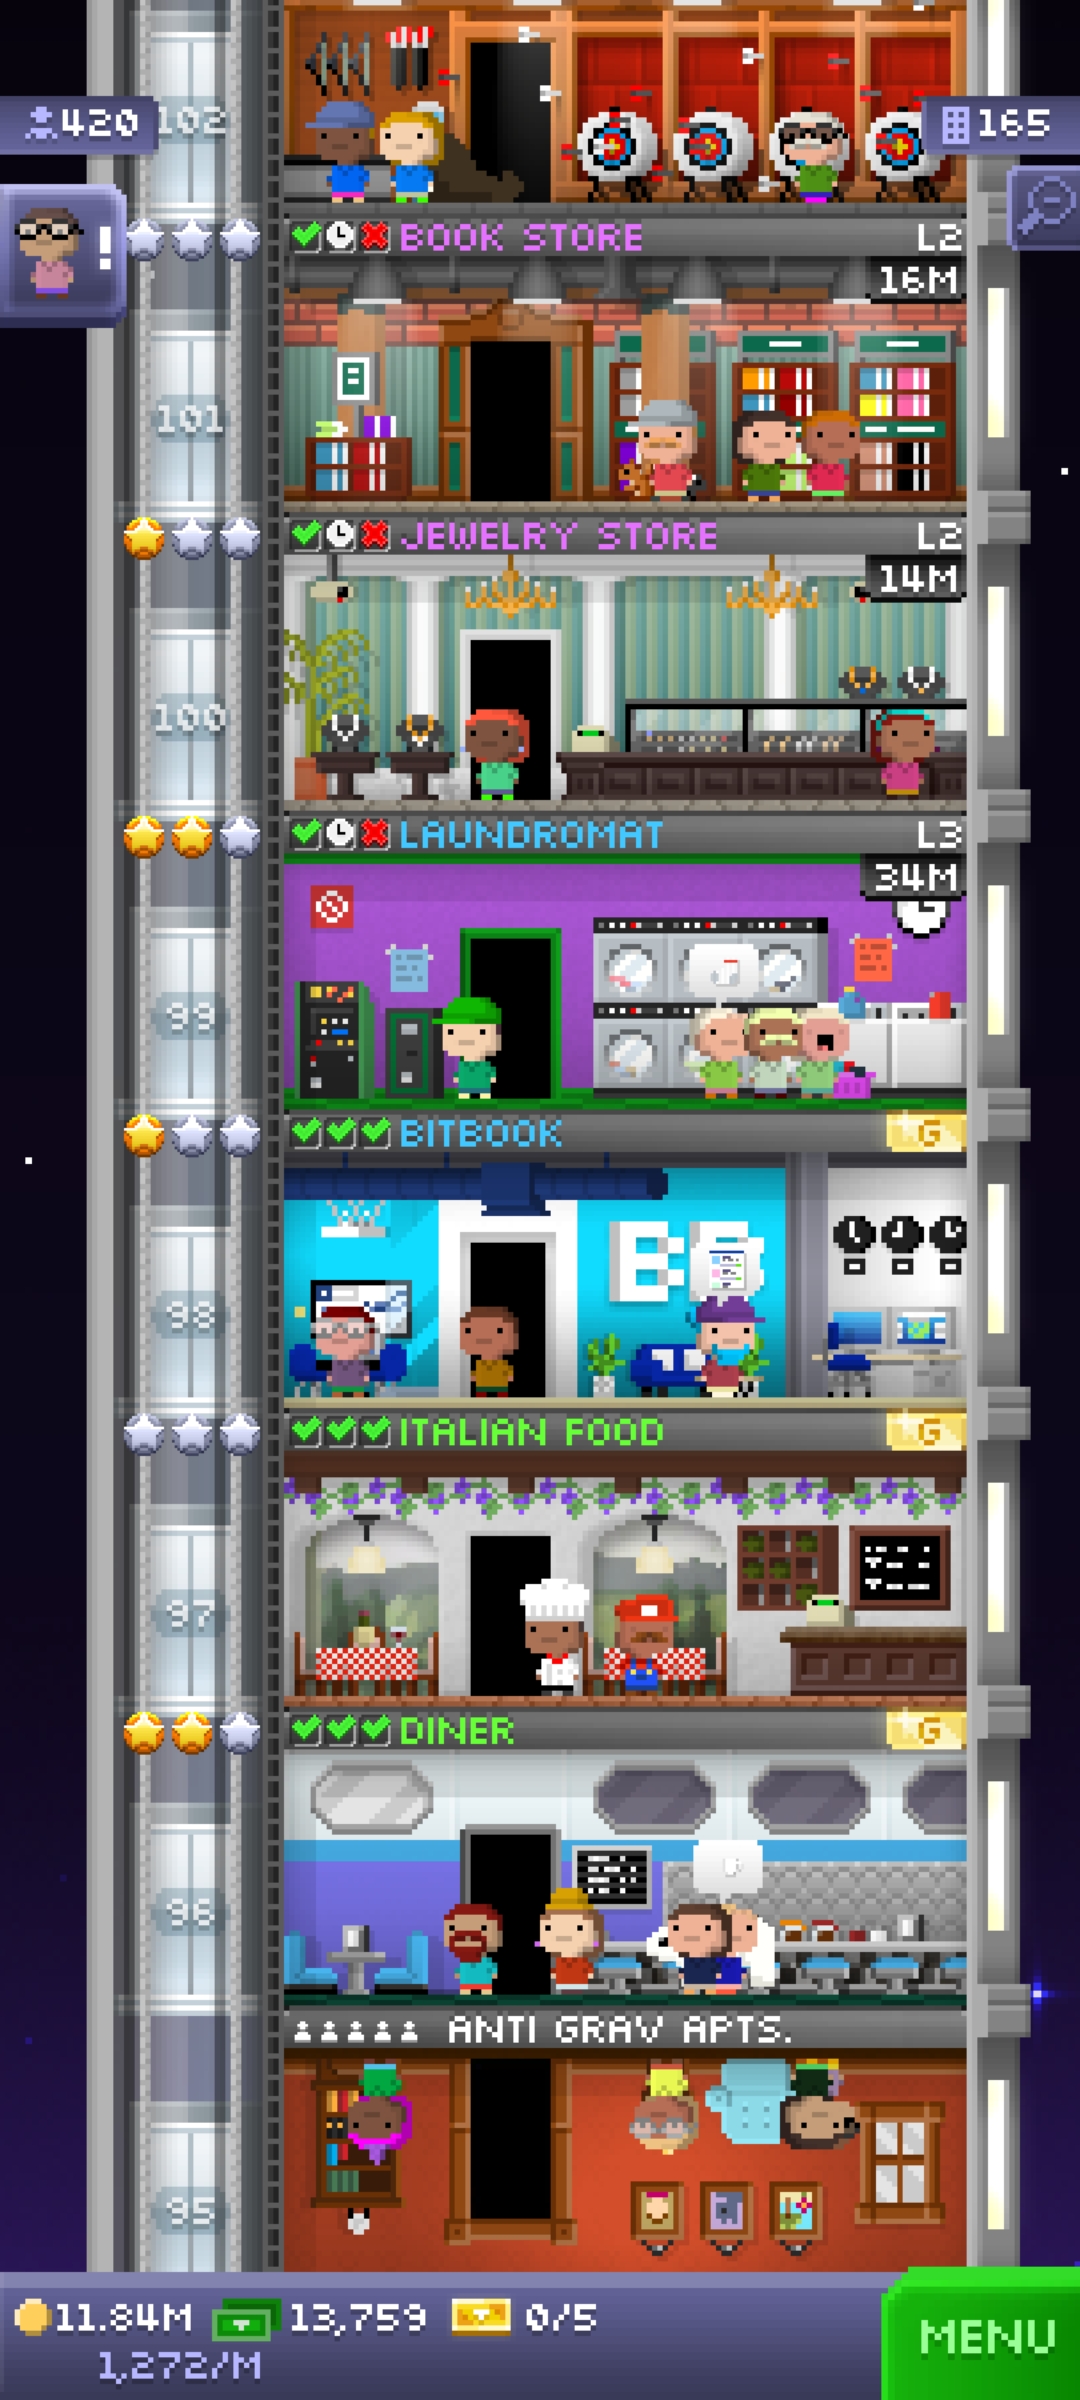 420
102
165
!
BOOK STORE L2
16M
101
JEWELRY STORE L2
14M
100
LAUNDROMAT L3
34M
99
BITBOOK G
BB
98
ITALIAN FOOD G
97
DINER G
96
ANTI GRAV APTS.
95
11.84M 13,759 0/5
1,272/M
MENU